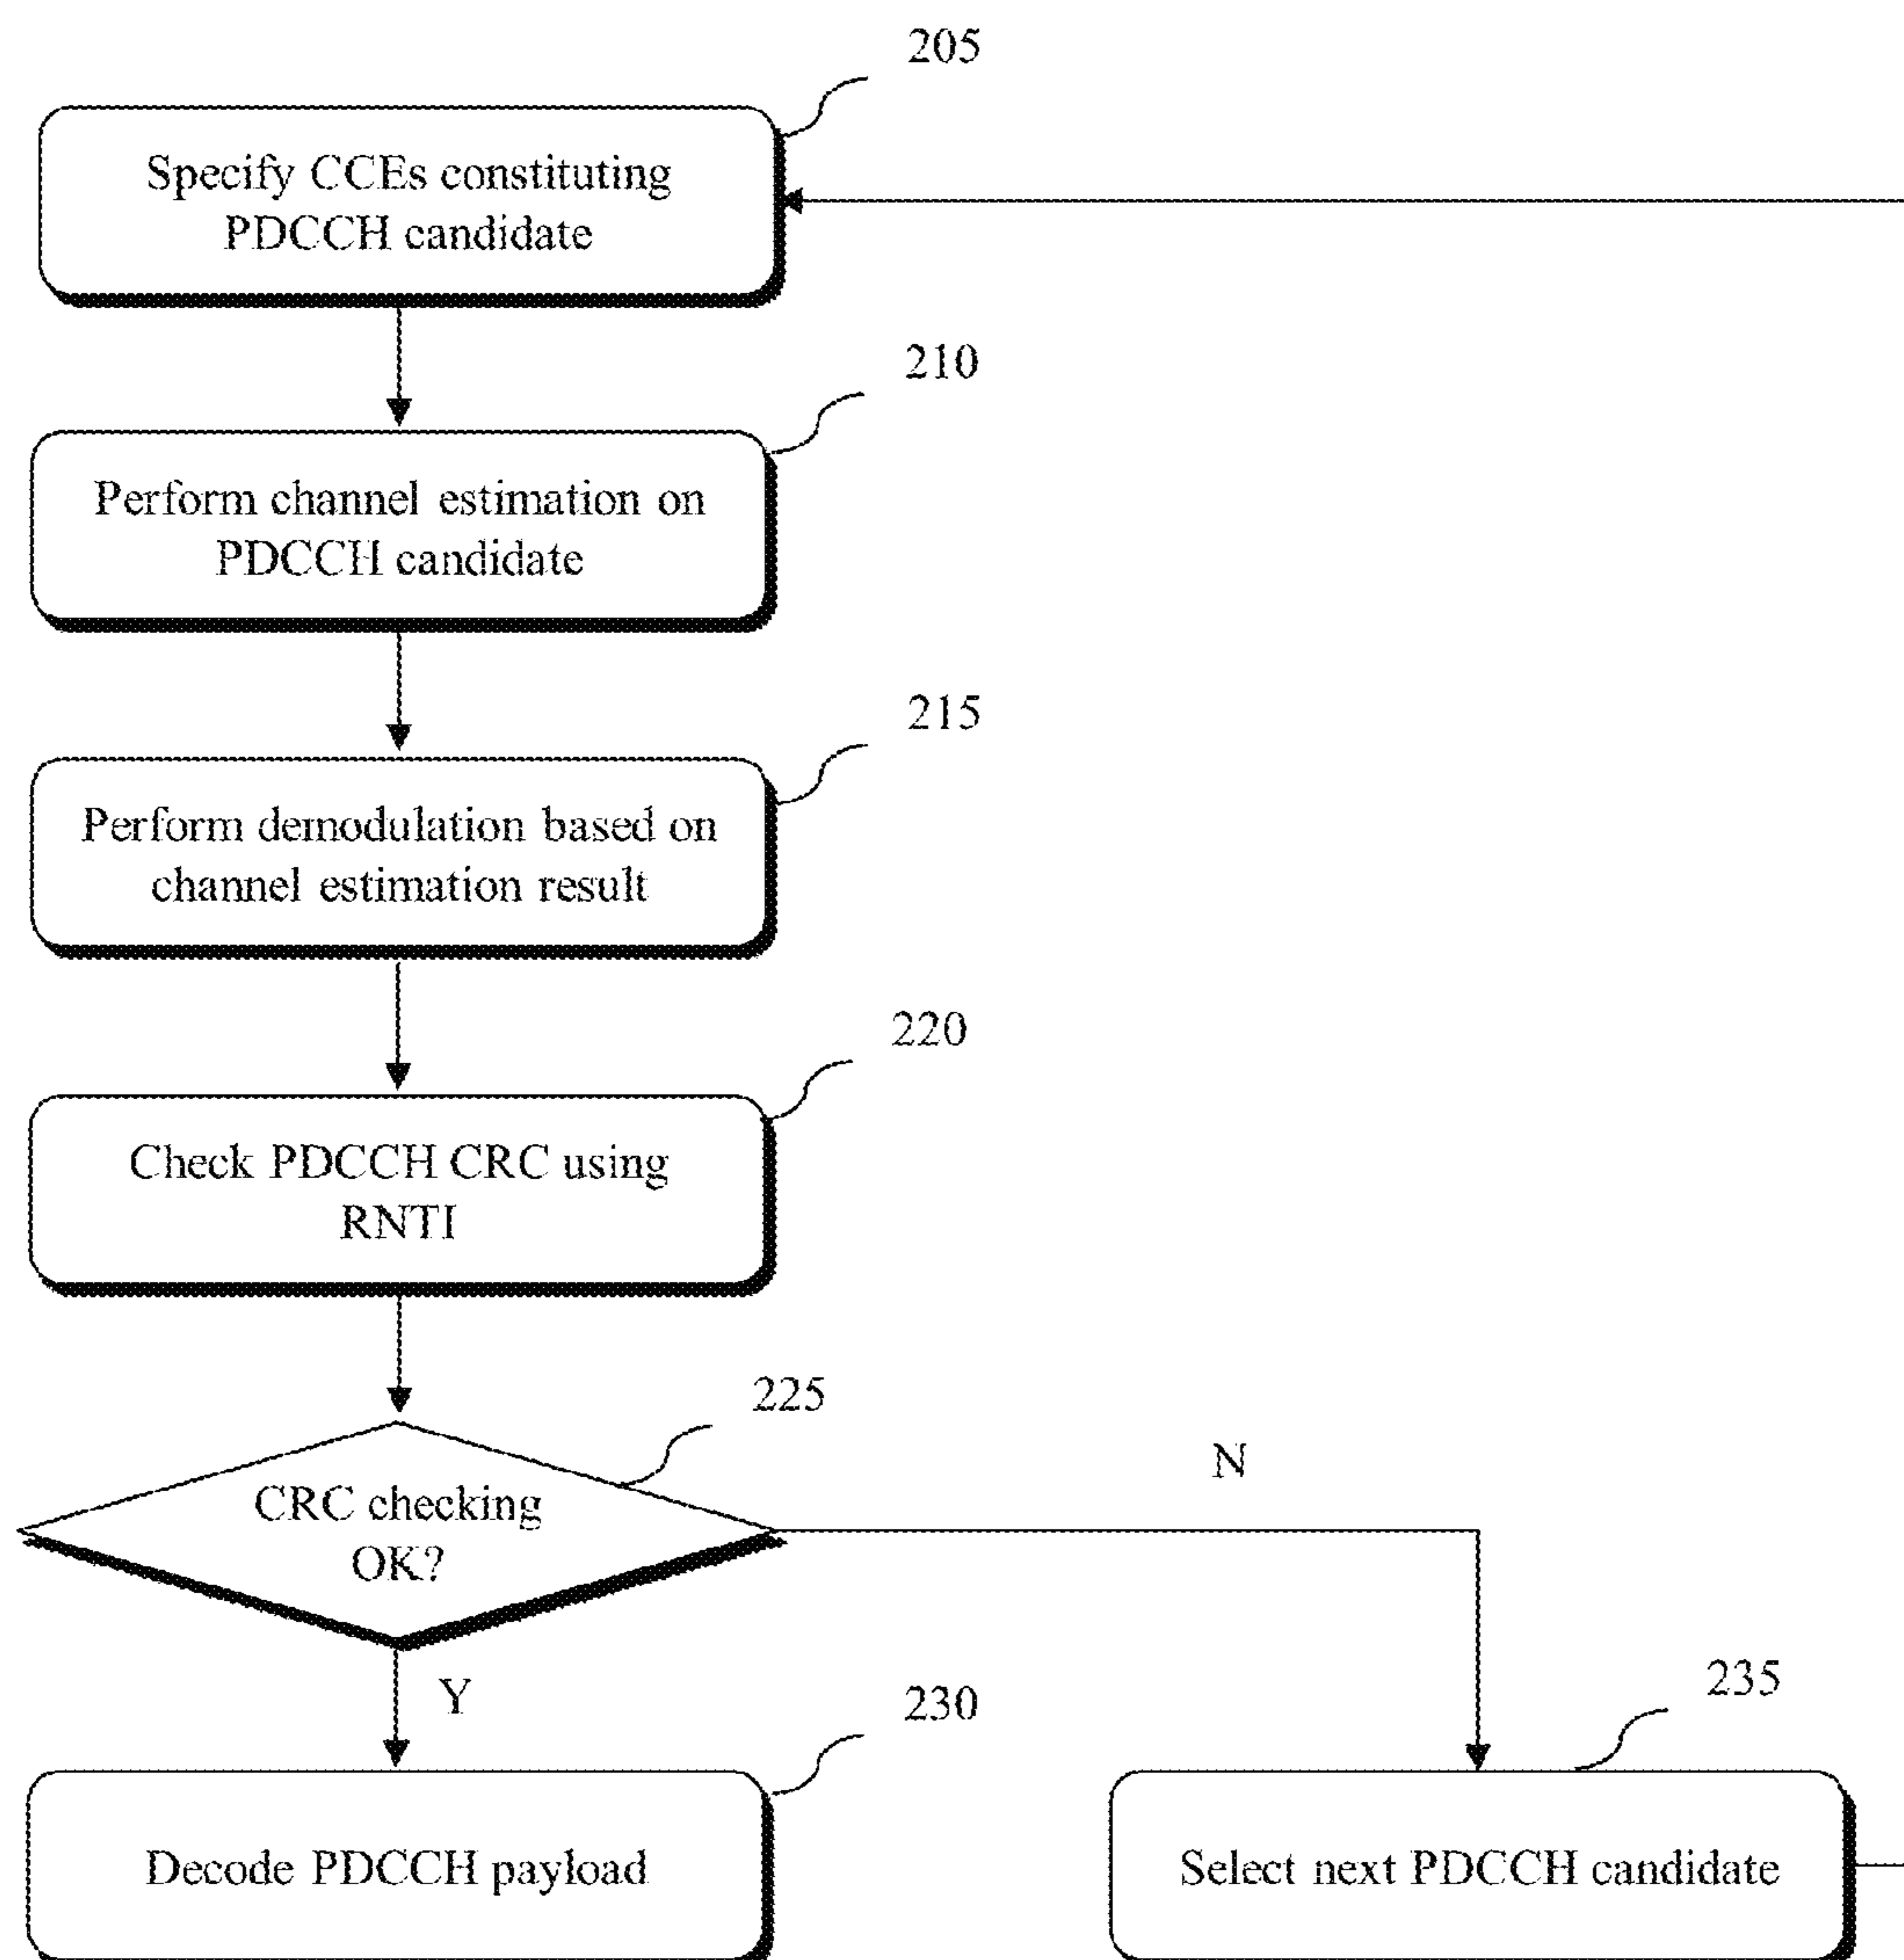 205
Specify CCEs constituting
PDCCH candidate
210
Perform channel estimation on
PDCCH candidate
215
Perform demodulation based on
channel estimation result
220
Check PDCCH CRC using
RNTI
225
CRC checking
OK?
N
Y
230
Decode PDCCH payload
235
Select next PDCCH candidate